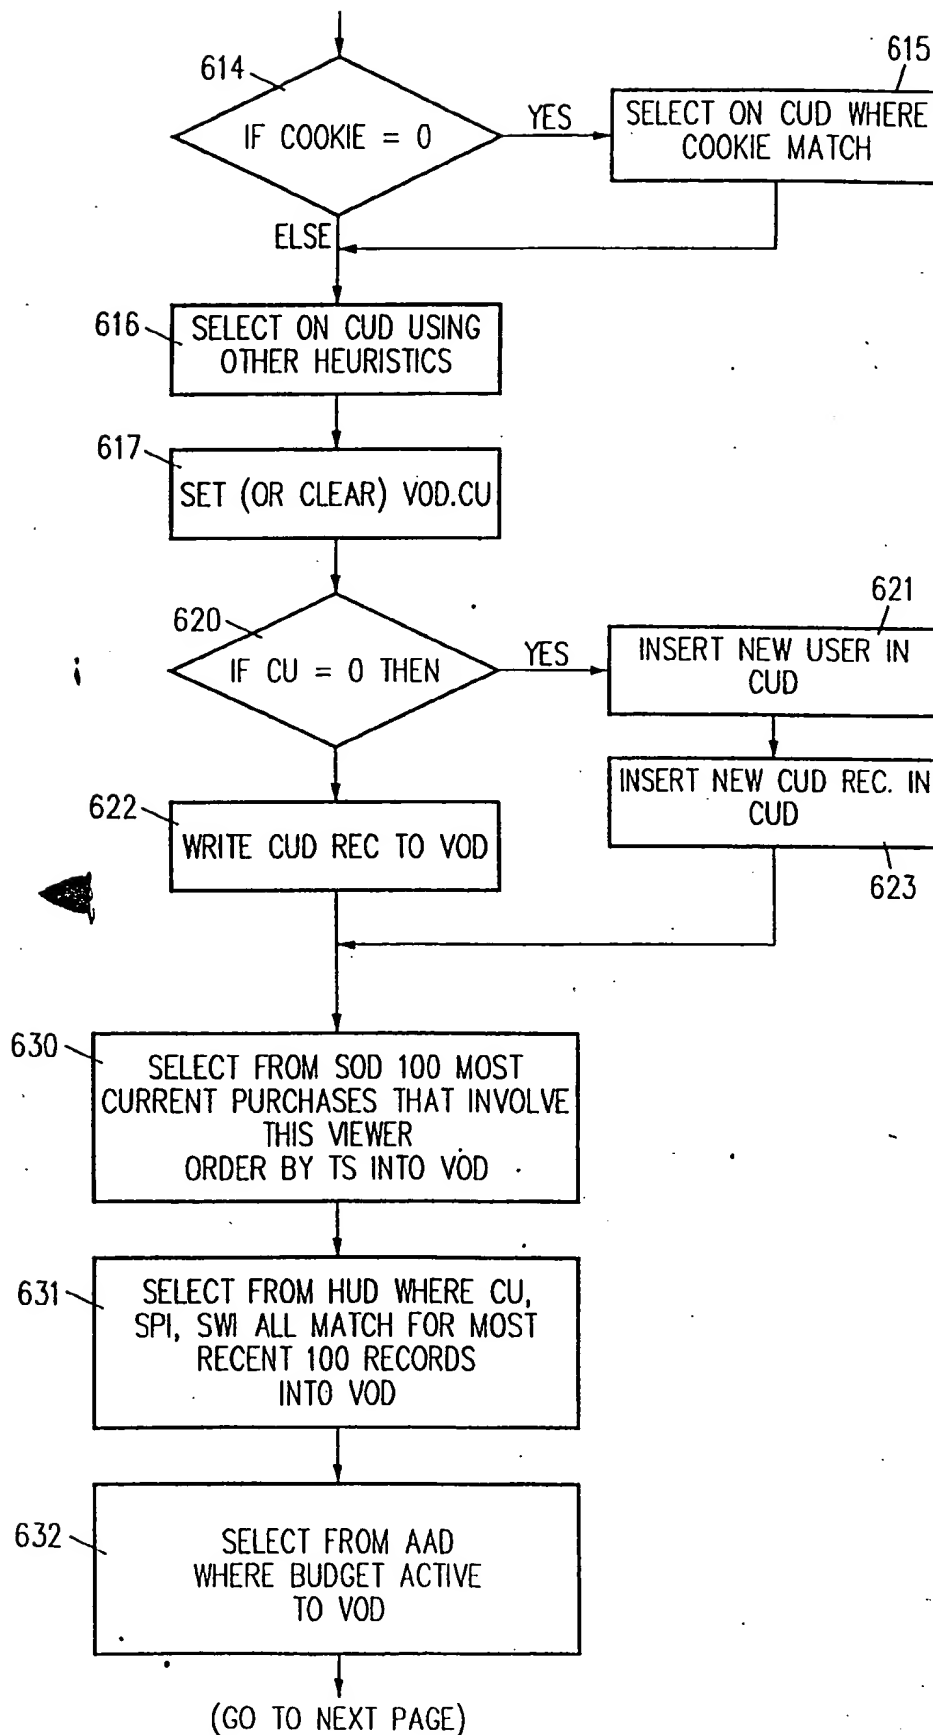 614
IF COOKIE = 0
YES
615
SELECT ON CUD WHERE
COOKIE MATCH
ELSE
616
SELECT ON CUD USING
OTHER HEURISTICS
617
SET (OR CLEAR) VOD.CU
620
IF CU = 0 THEN
YES
621
INSERT NEW USER IN
CUD
INSERT NEW CUD REC. IN
CUD
623
622
WRITE CUD REC TO VOD
630
SELECT FROM SOD 100 MOST
CURRENT PURCHASES THAT INVOLVE
THIS VIEWER
ORDER BY TS INTO VOD
631
SELECT FROM HUD WHERE CU,
SPI, SWI ALL MATCH FOR MOST
RECENT 100 RECORDS
INTO VOD
632
SELECT FROM AAD
WHERE BUDGET ACTIVE
TO VOD
(GO TO NEXT PAGE)